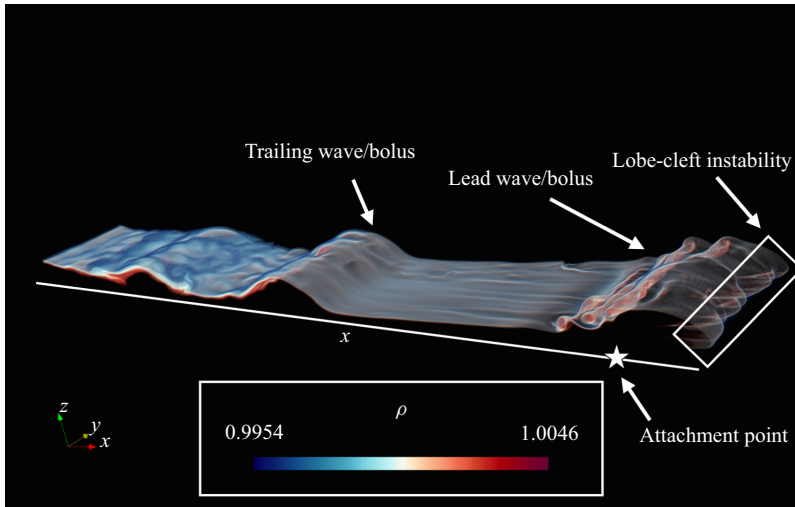 Trailing wave/bolus
Lead wave/bolus
Lobe-cleft instability
x
Attachment point
z
y
x
ρ
0.9954
1.0046